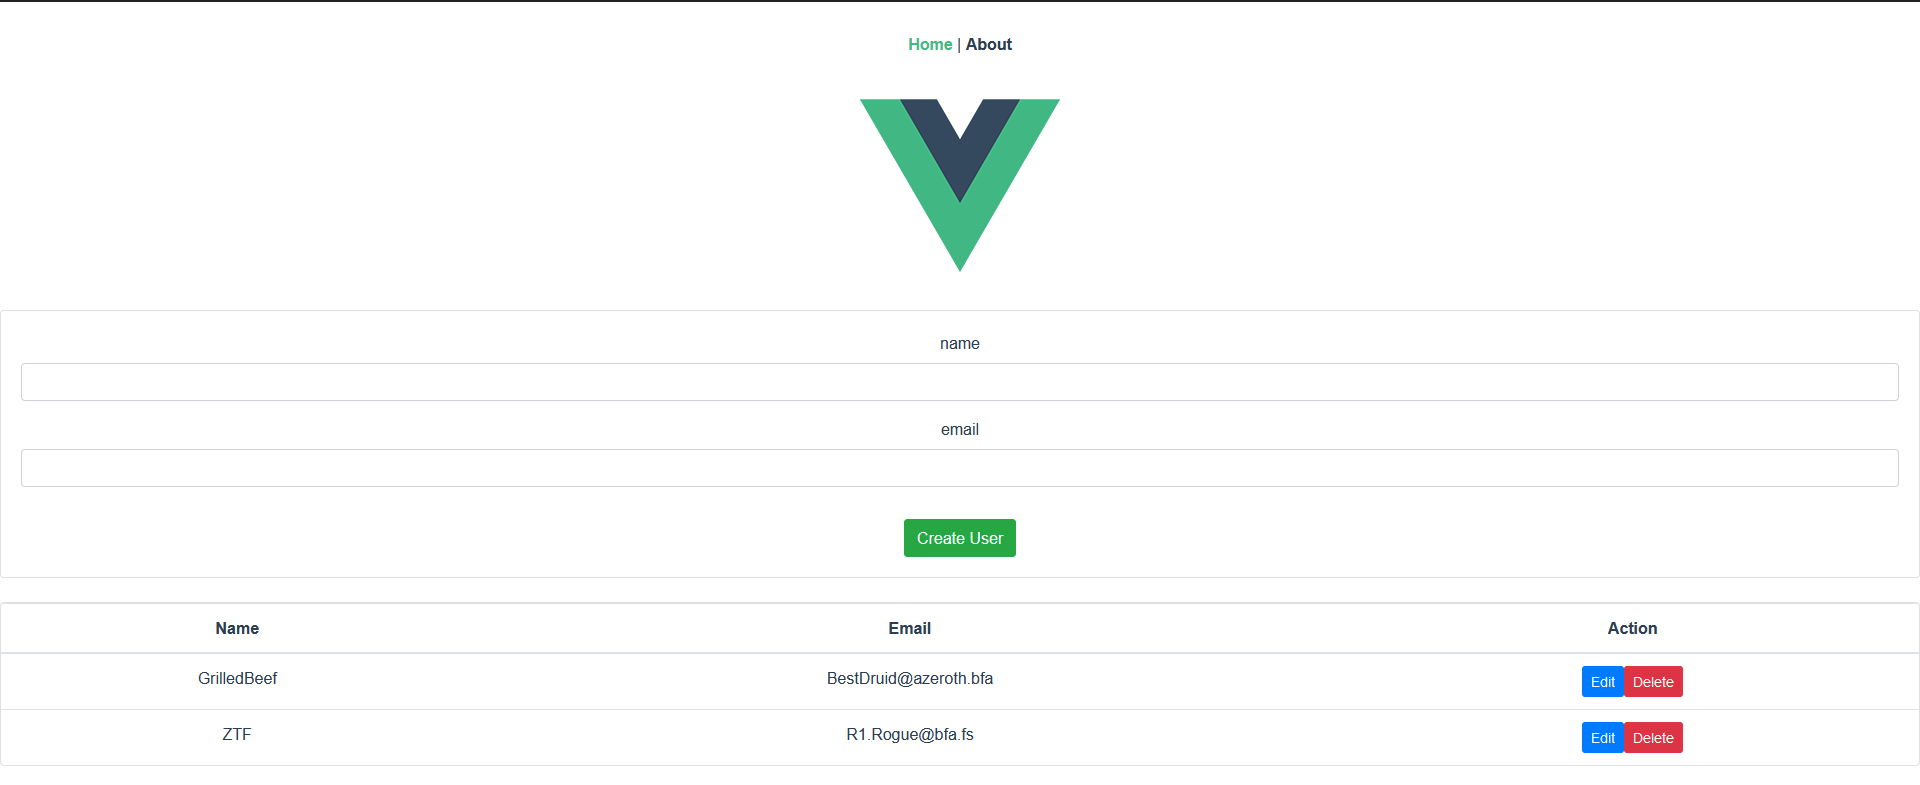 Home | About
name
email
Create User
Name Email Action
GrilledBeef BestDruid@azeroth.bfa Edit Delete
ZTF R1.Rogue@bfa.fs Edit Delete